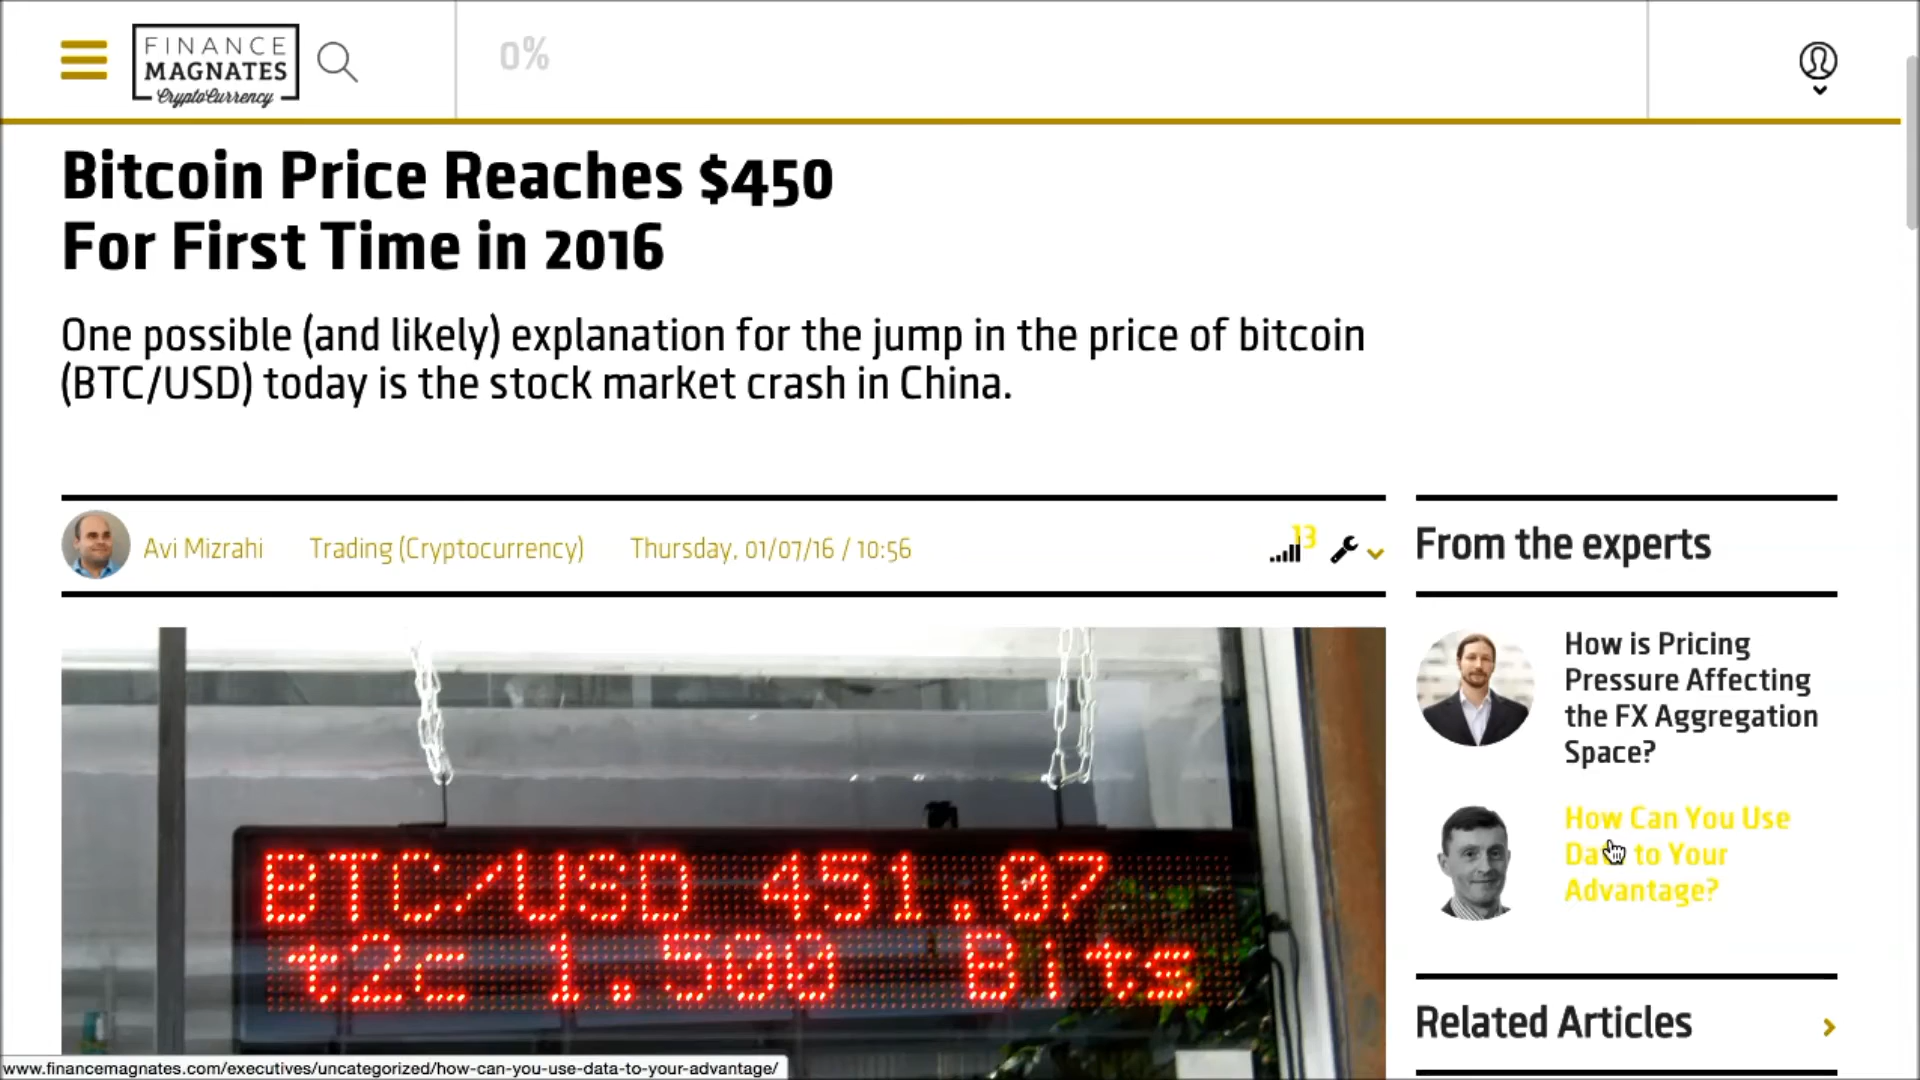 FINANCE
MAGNATES
CryptoCurrency
0%
Bitcoin Price Reaches $450
For First Time in 2016
One possible (and likely) explanation for the jump in the price of bitcoin
(BTC/USD) today is the stock market crash in China.
Avi Mizrahi
Trading (Cryptocurrency)
Thursday, 01/07/16 / 10:56
13
BTC/USD 451.07
t2c 1.500 Bits
From the experts
How is Pricing
Pressure Affecting
the FX Aggregation
Space?
How Can You Use
Data to Your
Advantage?
Related Articles
www.financemagnates.com/executives/uncategorized/how-can-you-use-data-to-your-advantage/